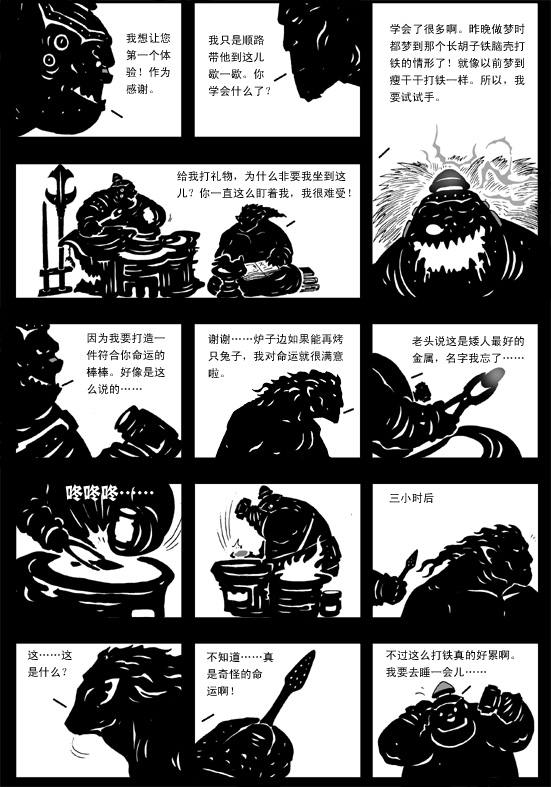 我想让您
第一个体
验！作为
感谢。
我只是顺路
带他到这儿
歇一歇。你
学会什么了？
学会了很多啊。昨晚做梦时
都梦到那个长胡子铁脑壳打
铁的情形了！就像以前梦到
瘦干干打铁一样。所以，我
要试试手。
给我打礼物，为什么非要我坐到这
儿？你一直这么盯着我，我很难受！
因为我要打造一
件符合你命运的
棒棒。好像是这
么说的……
谢谢……炉子边如果能再烤
只兔子，我对命运就很满意
啦。
老头说这是矮人最好的
金属，名字我忘了……
咚咚咚……
三小时后
这……这
是什么？
不知道……真
是奇怪的命
运啊！
不过这么打铁真的好累啊。
我要去睡一会儿……